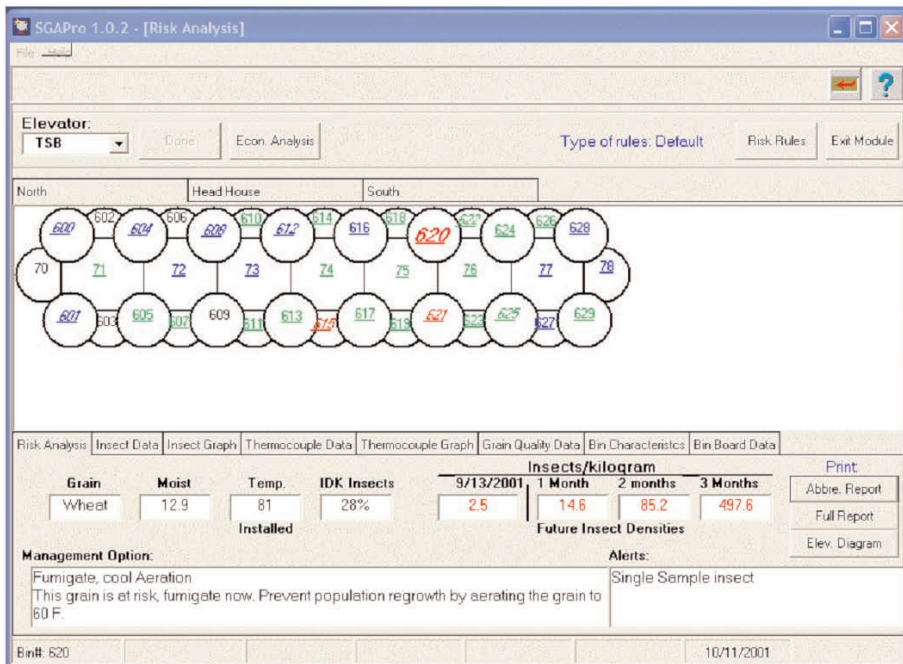 SGAPro 1.0.2 - [Risk Analysis]
File Help
Elevator:
TSB Done Econ. Analysis Type of rules: Default Risk Rules Exit Module
North Head House South
600 602 604 606 608 610 612 614 616 618 620 622 624 626 628
70 71 72 73 74 75 76 77 78
601 603 605 607 609 611 613 615 617 619 621 623 625 627 629
Risk Analysis Insect Data Insect Graph Thermocouple Data Thermocouple Graph Grain Quality Data Bin Characteristcs Bin Board Data
Insects/kilogram Print:
Grain Moist Temp. IDK Insects 9/13/2001 1 Month 2 months 3 Months Abbre. Report
Wheat 12.9 81 28% 2.5 14.6 85.2 497.6
Installed Future Insect Densities Full Report
Elev. Diagram
Management Option: Alerts:
Fumigate, cool Aeration Single Sample insect
This grain is at risk, fumigate now. Prevent population regrowth by aerating the grain to
60 F.
Bin#: 620 10/11/2001